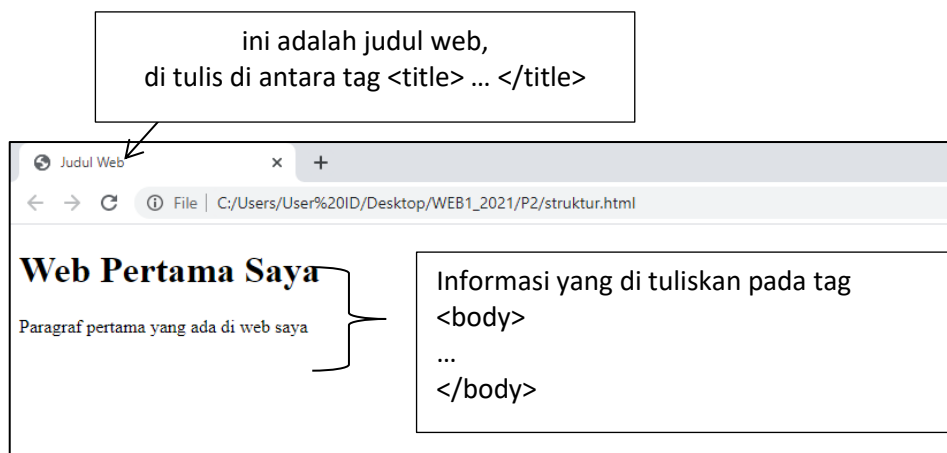 ini adalah judul web,
di tulis di antara tag <title> ... </title>
Judul Web
File | C:/Users/User%20ID/Desktop/WEB1_2021/P2/struktur.html
Web Pertama Saya
Paragraf pertama yang ada di web saya
Informasi yang di tuliskan pada tag
<body>
...
</body>